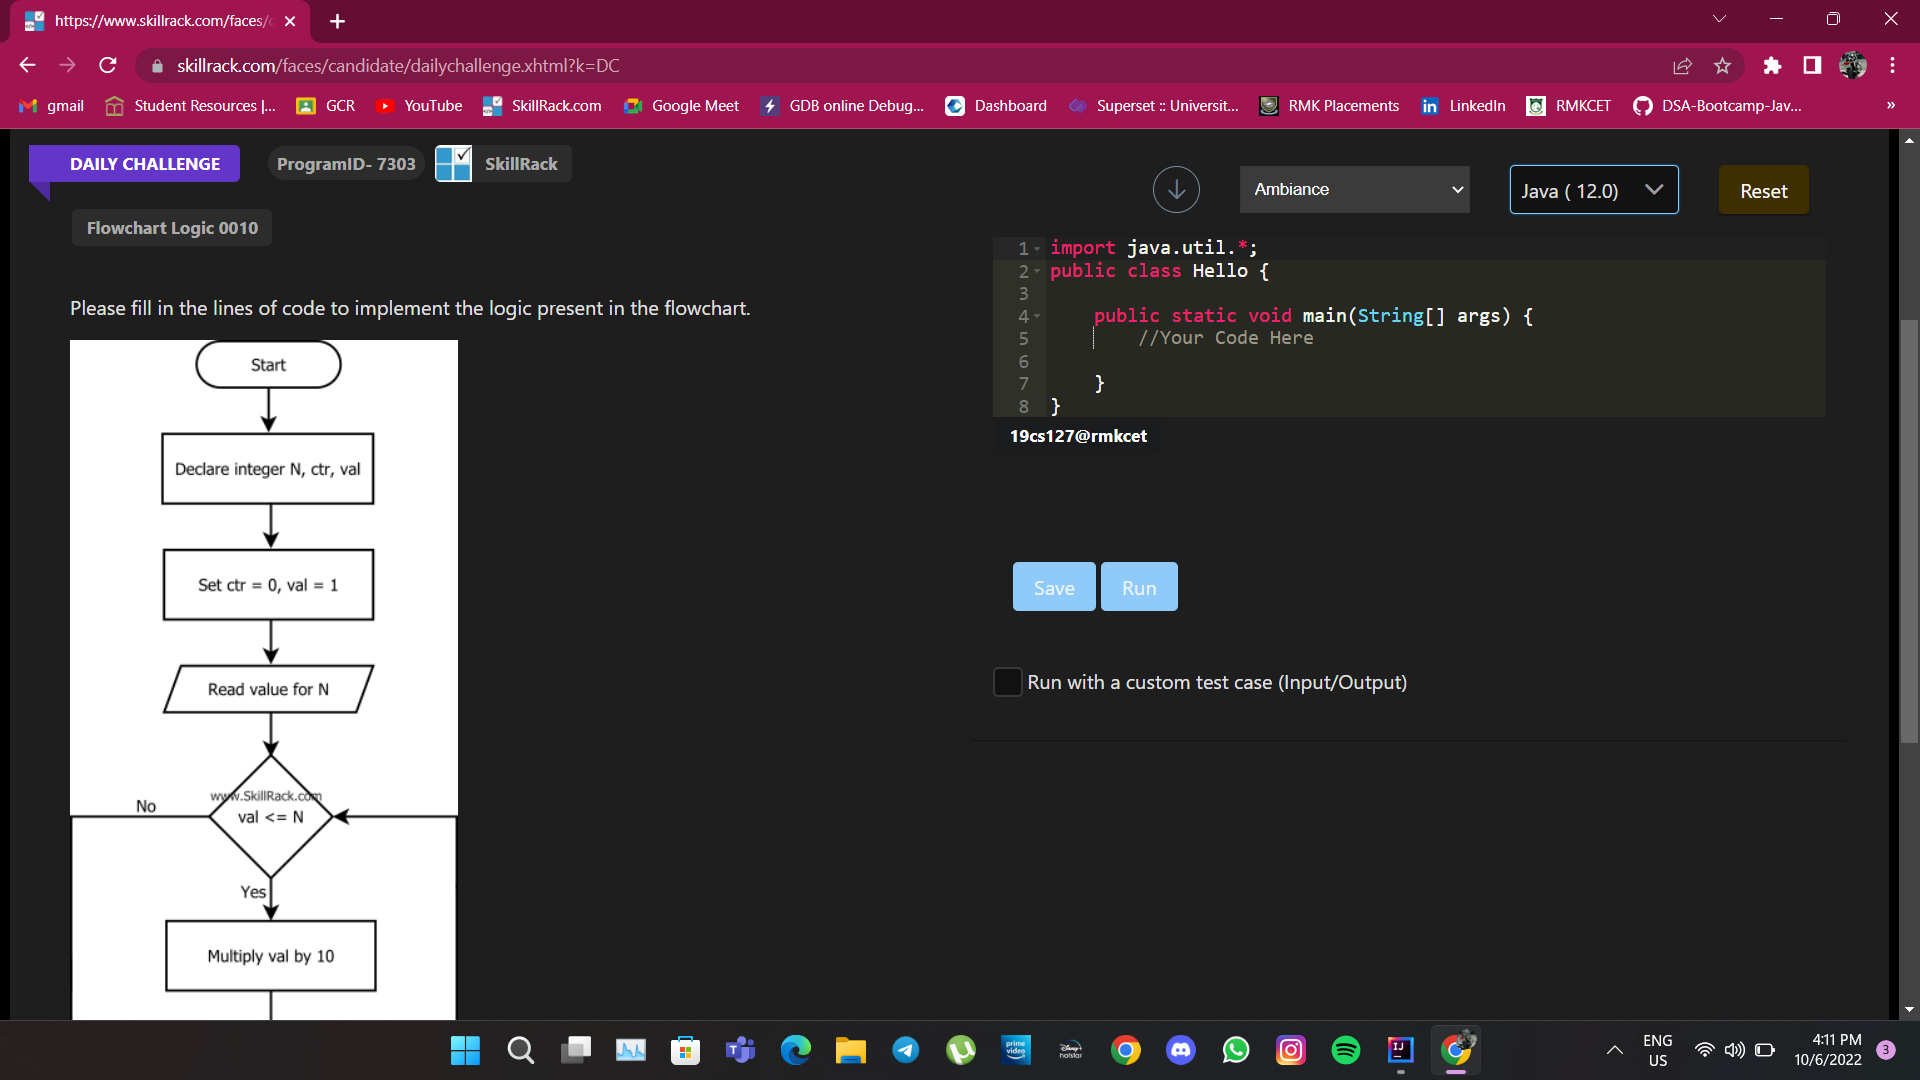 https://www.skillrack.com/faces/c
skillrack.com/faces/candidate/dailychallenge.xhtml?k=DC
gmail
Student Resources |...
GCR
YouTube
SkillRack.com
Google Meet
GDB online Debug...
Dashboard
Superset :: Universit...
RMK Placements
LinkedIn
RMKCET
DSA-Bootcamp-Jav...
»
DAILY CHALLENGE
ProgramID- 7303
SkillRack
Ambiance
Java ( 12.0)
Reset
Flowchart Logic 0010
Please fill in the lines of code to implement the logic present in the flowchart.
Start
Declare integer N, ctr, val
Set ctr = 0, val = 1
Read value for N
www.SkillRack.com
No
val <= N
Yes
Multiply val by 10
1 import java.util.*;
2 public class Hello {
3
4 public static void main(String[] args) {
5 //Your Code Here
6
7 }
8 }
19cs127@rmkcet
Save
Run
Run with a custom test case (Input/Output)
prime video
hotstar
ENG
US
4:11 PM
10/6/2022
3